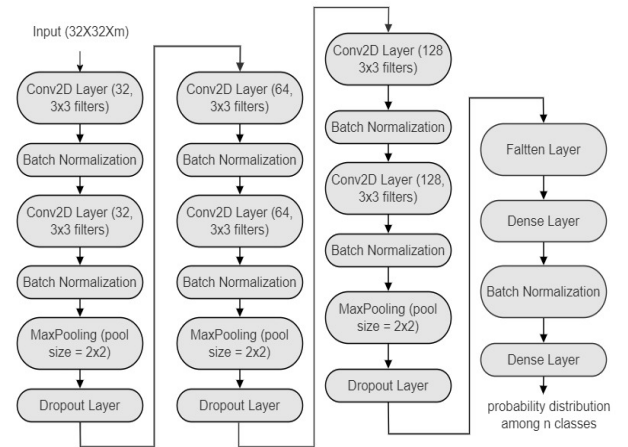 Input (32X32Xm)
Conv2D Layer (32,
3x3 filters)
Batch Normalization
Conv2D Layer (32,
3x3 filters)
Batch Normalization
MaxPooling (pool
size = 2x2)
Dropout Layer
Conv2D Layer (64,
3x3 filters)
Batch Normalization
Conv2D Layer (64,
3x3 filters)
Batch Normalization
MaxPooling (pool
size = 2x2)
Dropout Layer
Conv2D Layer (128
3x3 filters)
Batch Normalization
Conv2D Layer (128,
3x3 filters)
Batch Normalization
MaxPooling (pool
size = 2x2)
Dropout Layer
Faltten Layer
Dense Layer
Batch Normalization
Dense Layer
probability distribution
among n classes